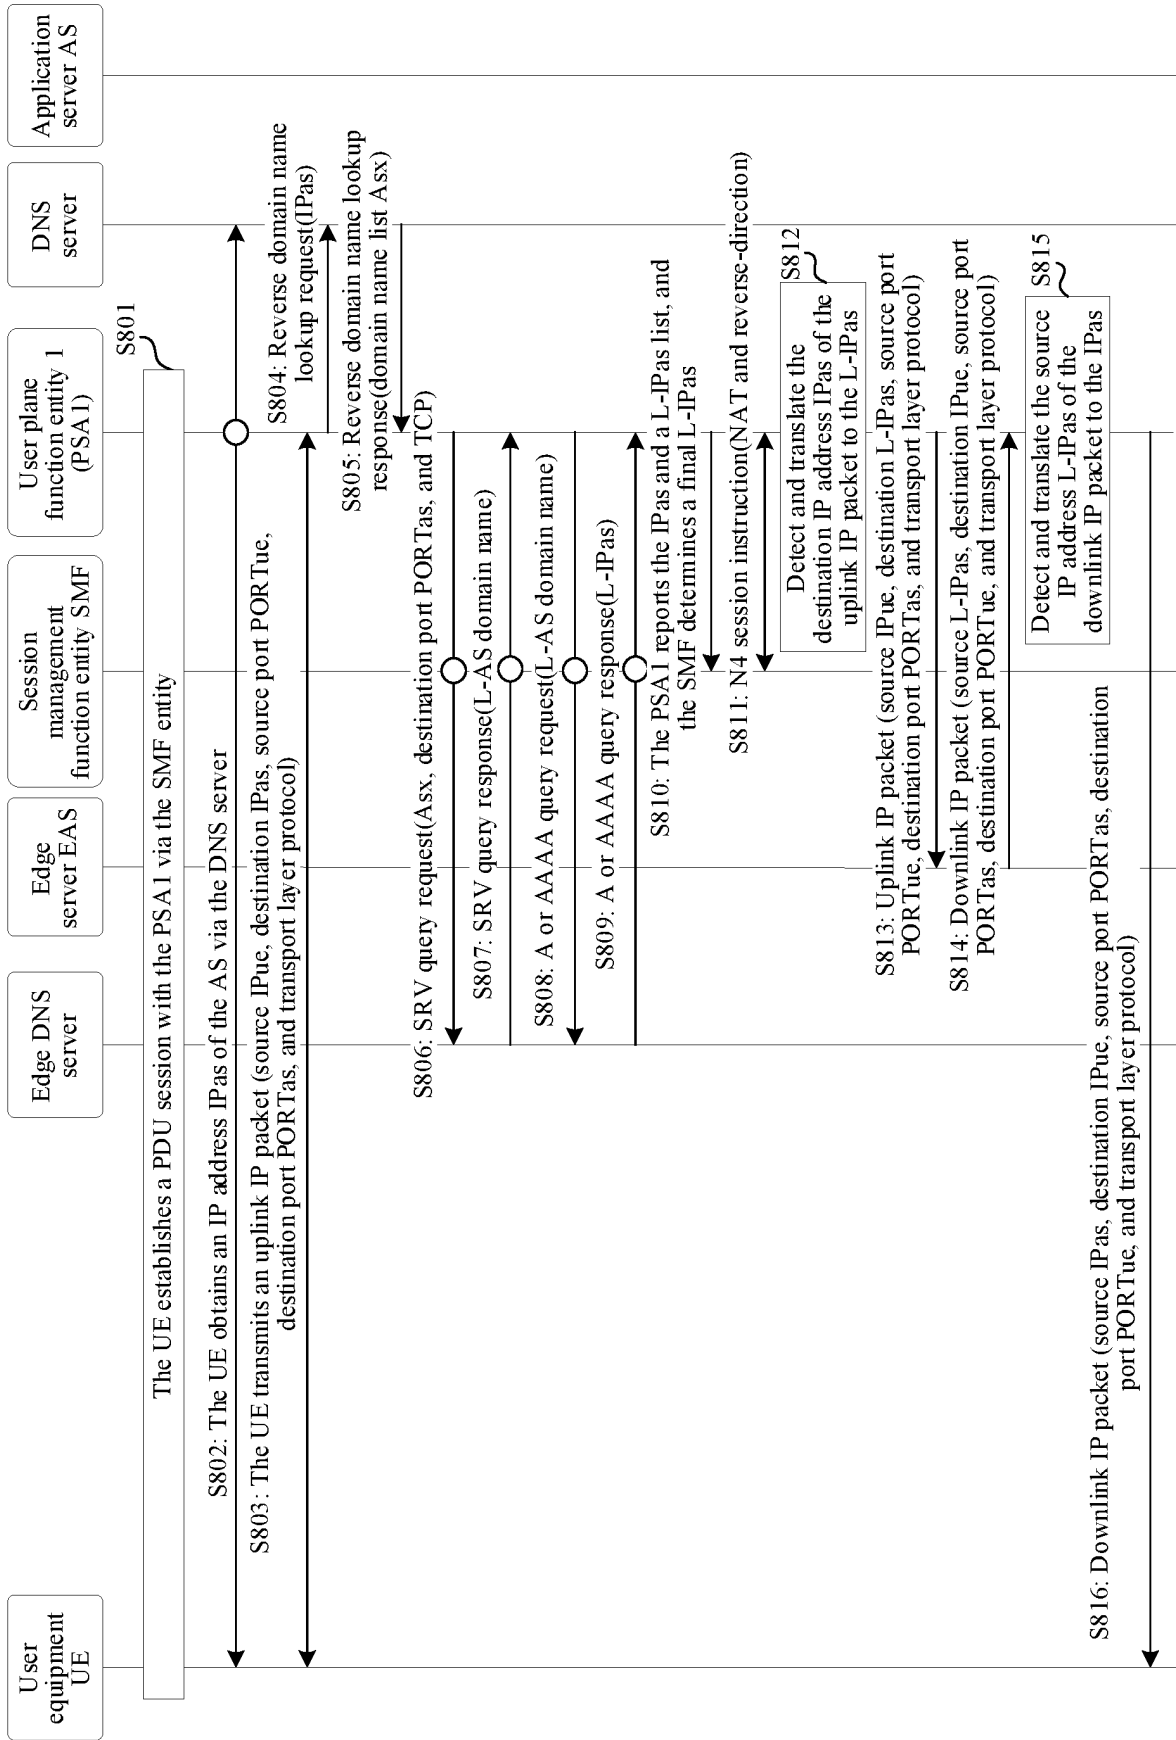 User
equipment
UE
Edge DNS
server
Edge
server EAS
Session
management
function entity SMF
User plane
function entity 1
(PSA1)
DNS
server
Application
server AS
S801
The UE establishes a PDU session with the PSA1 via the SMF entity
S802: The UE obtains an IP address IPas of the AS via the DNS server
S803: The UE transmits an uplink IP packet (source IPue, destination IPas, source port PORTue,
destination port PORTas, and transport layer protocol)
S804: Reverse domain name
lookup request(IPas)
S805: Reverse domain name lookup
response(domain name list Asx)
S806: SRV query request(Asx, destination port PORTas, and TCP)
S807: SRV query response(L-AS domain name)
S808: A or AAAA query request(L-AS domain name)
S809: A or AAAA query response(L-IPas)
S810: The PSA1 reports the IPas and a L-IPas list, and
the SMF determines a final L-IPas
S811: N4 session instruction(NAT and reverse-direction)
S812
Detect and translate the
destination IP address IPas of the
uplink IP packet to the L-IPas
S813: Uplink IP packet (source IPue, destination L-IPas, source port
PORTue, destination port PORTas, and transport layer protocol)
S814: Downlink IP packet (source L-IPas, destination IPue, source port
PORTas, destination port PORTue, and transport layer protocol)
S815
Detect and translate the source
IP address L-IPas of the
downlink IP packet to the IPas
S816: Downlink IP packet (source IPas, destination IPue, source port PORTas, destination
port PORTue, and transport layer protocol)